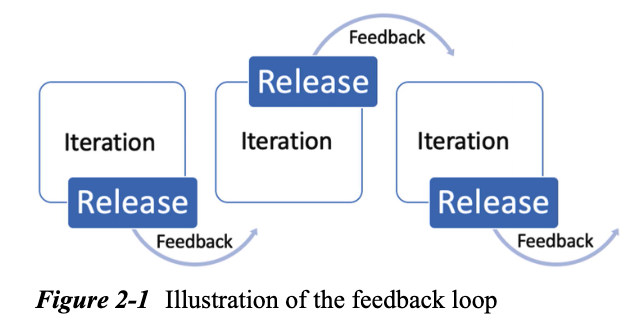 Feedback
Release
Iteration
Iteration
Iteration
Release
Release
Feedback
Feedback
Figure 2-1 Illustration of the feedback loop